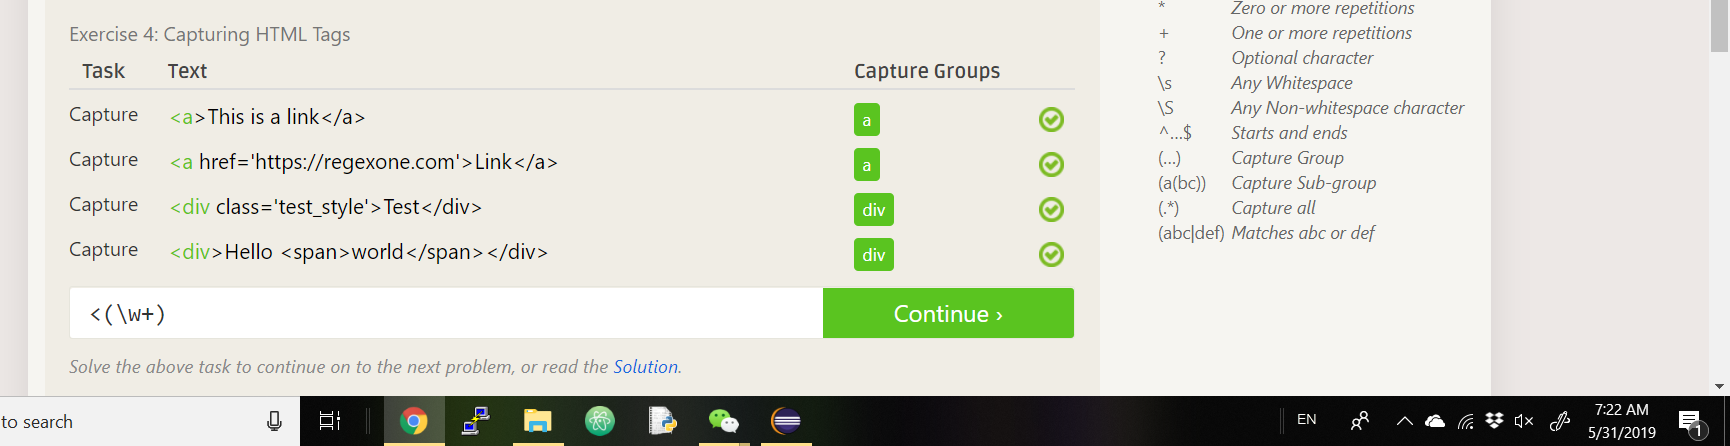 Exercise 4: Capturing HTML Tags
Task Text Capture Groups
Capture <a>This is a link</a> a
Capture <a href='https://regexone.com'>Link</a> a
Capture <div class='test_style'>Test</div> div
Capture <div>Hello <span>world</span></div> div
<(\w+) Continue ›
Solve the above task to continue on to the next problem, or read the Solution.
* Zero or more repetitions
+ One or more repetitions
? Optional character
\s Any Whitespace
\S Any Non-whitespace character
^…$ Starts and ends
(…) Capture Group
(a(bc)) Capture Sub-group
(.*) Capture all
(abc|def) Matches abc or def
to search
EN
7:22 AM
5/31/2019
1